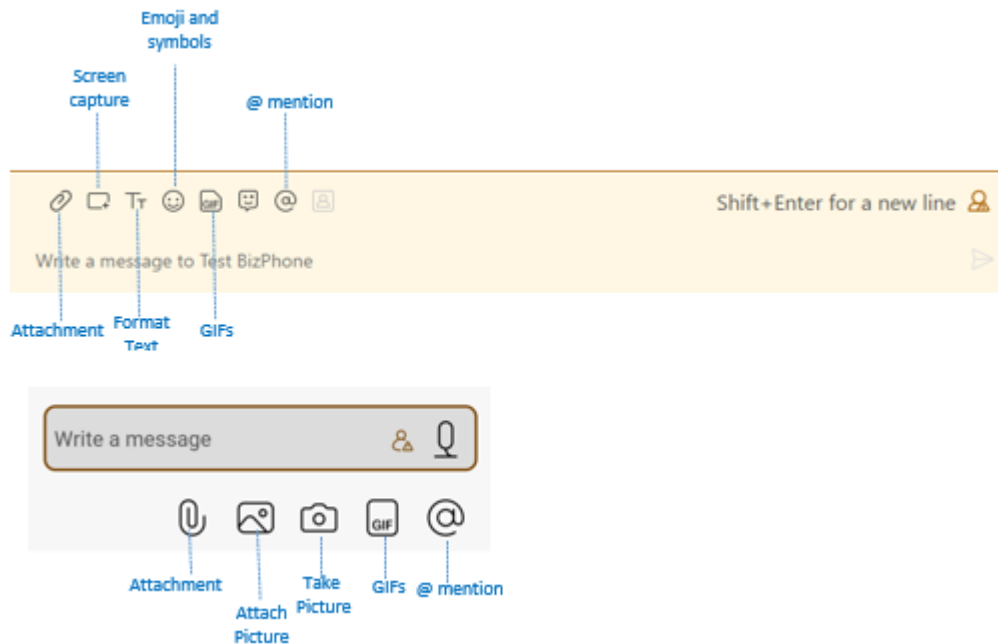 Emoji and
symbols
Screen
capture
@ mention
GIF
Shift+Enter for a new line
Write a message to Test BizPhone
Attachment
Format
Text
GIFs
Write a message
GIF
Attachment
Attach
Picture
Take
Picture
GIFs
@ mention